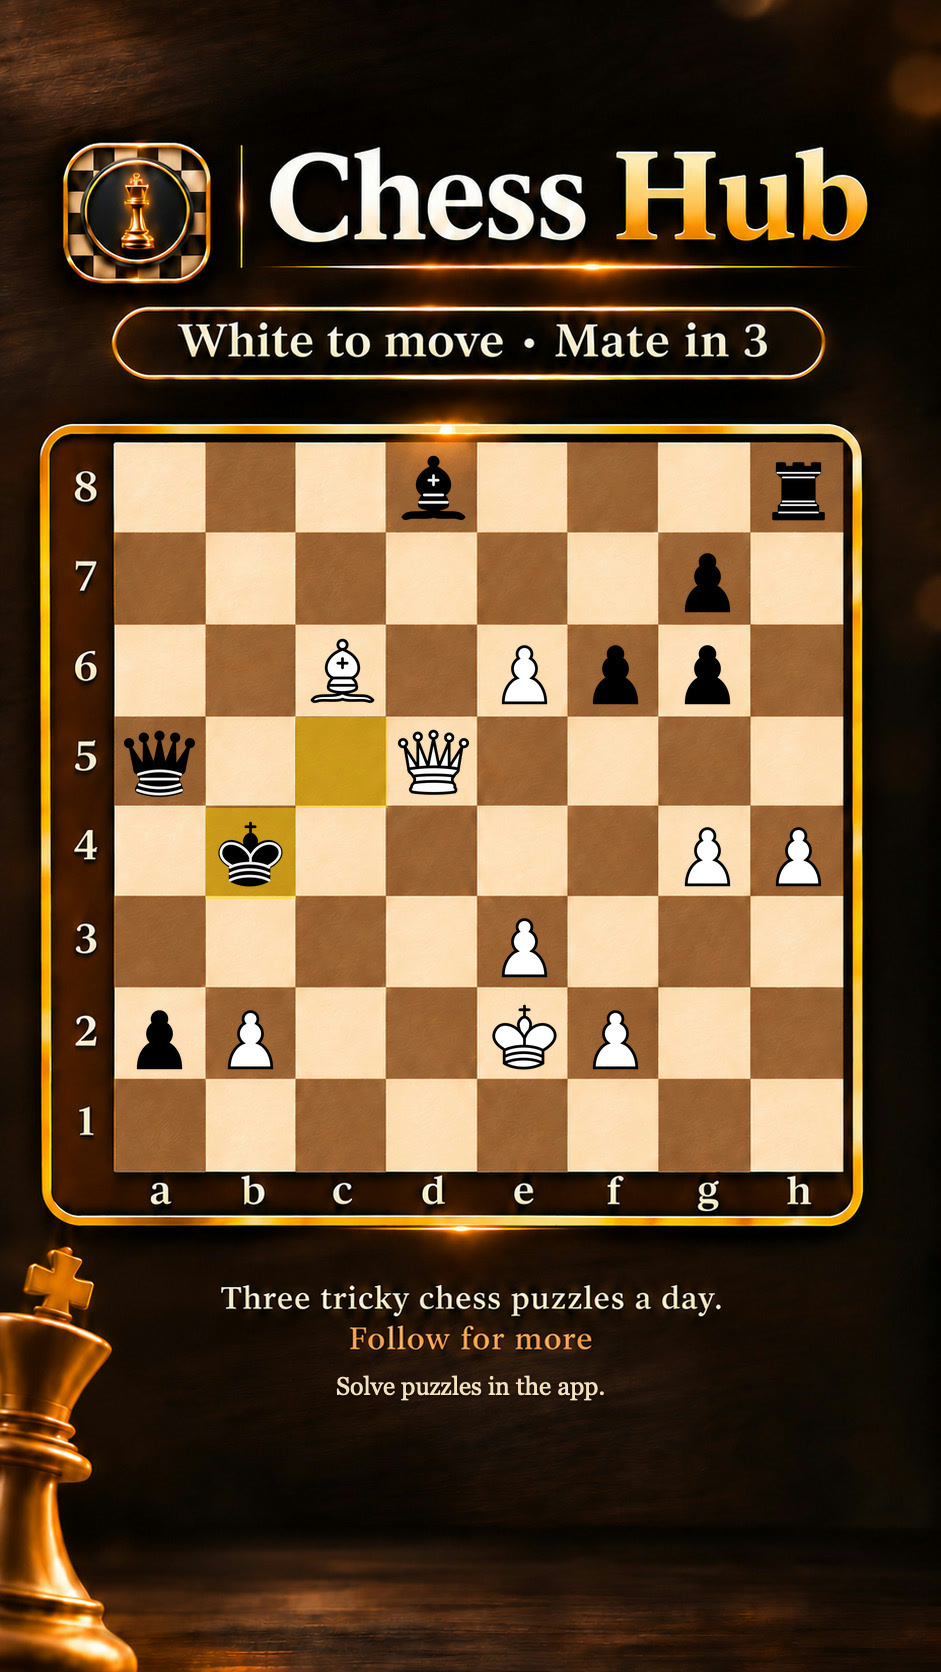 Chess Hub
White to move • Mate in 3
8
7
6
5
4
3
2
1
a b c d e f g h
Three tricky chess puzzles a day.
Follow for more
Solve puzzles in the app.